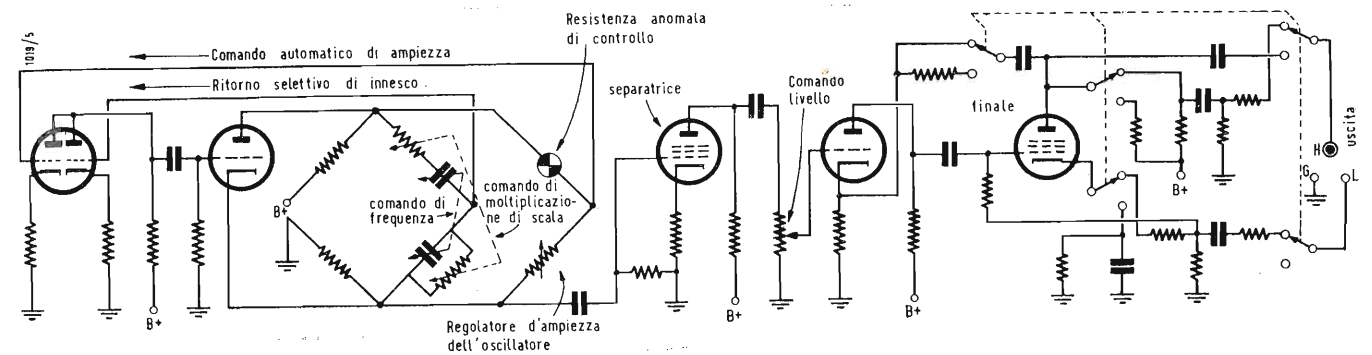 1019/5
Comando automatico di ampiezza
Ritorno selettivo di innesco.
Resistenza anomala
di controllo
separatrice
Comando
livello
finale
uscita
H
G
L
B+
comando di
frequenza
comando di
moltiplicazio-
ne di scala
B+
B+
B+
B+
B+
Regolatore d'ampiezza
dell'oscillatore